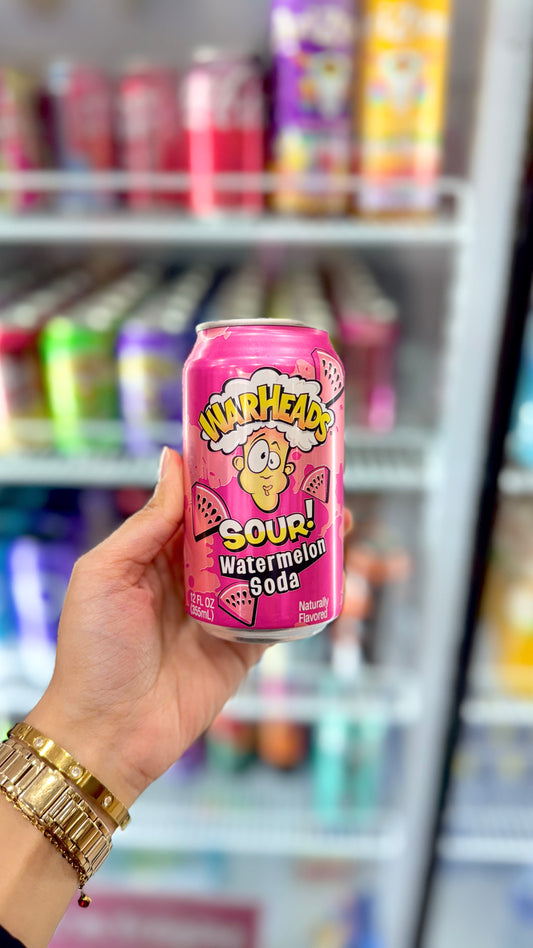 WARHEADS
SOUR!
Watermelon
Soda
12 FL OZ
(355mL)
Naturally
Flavored